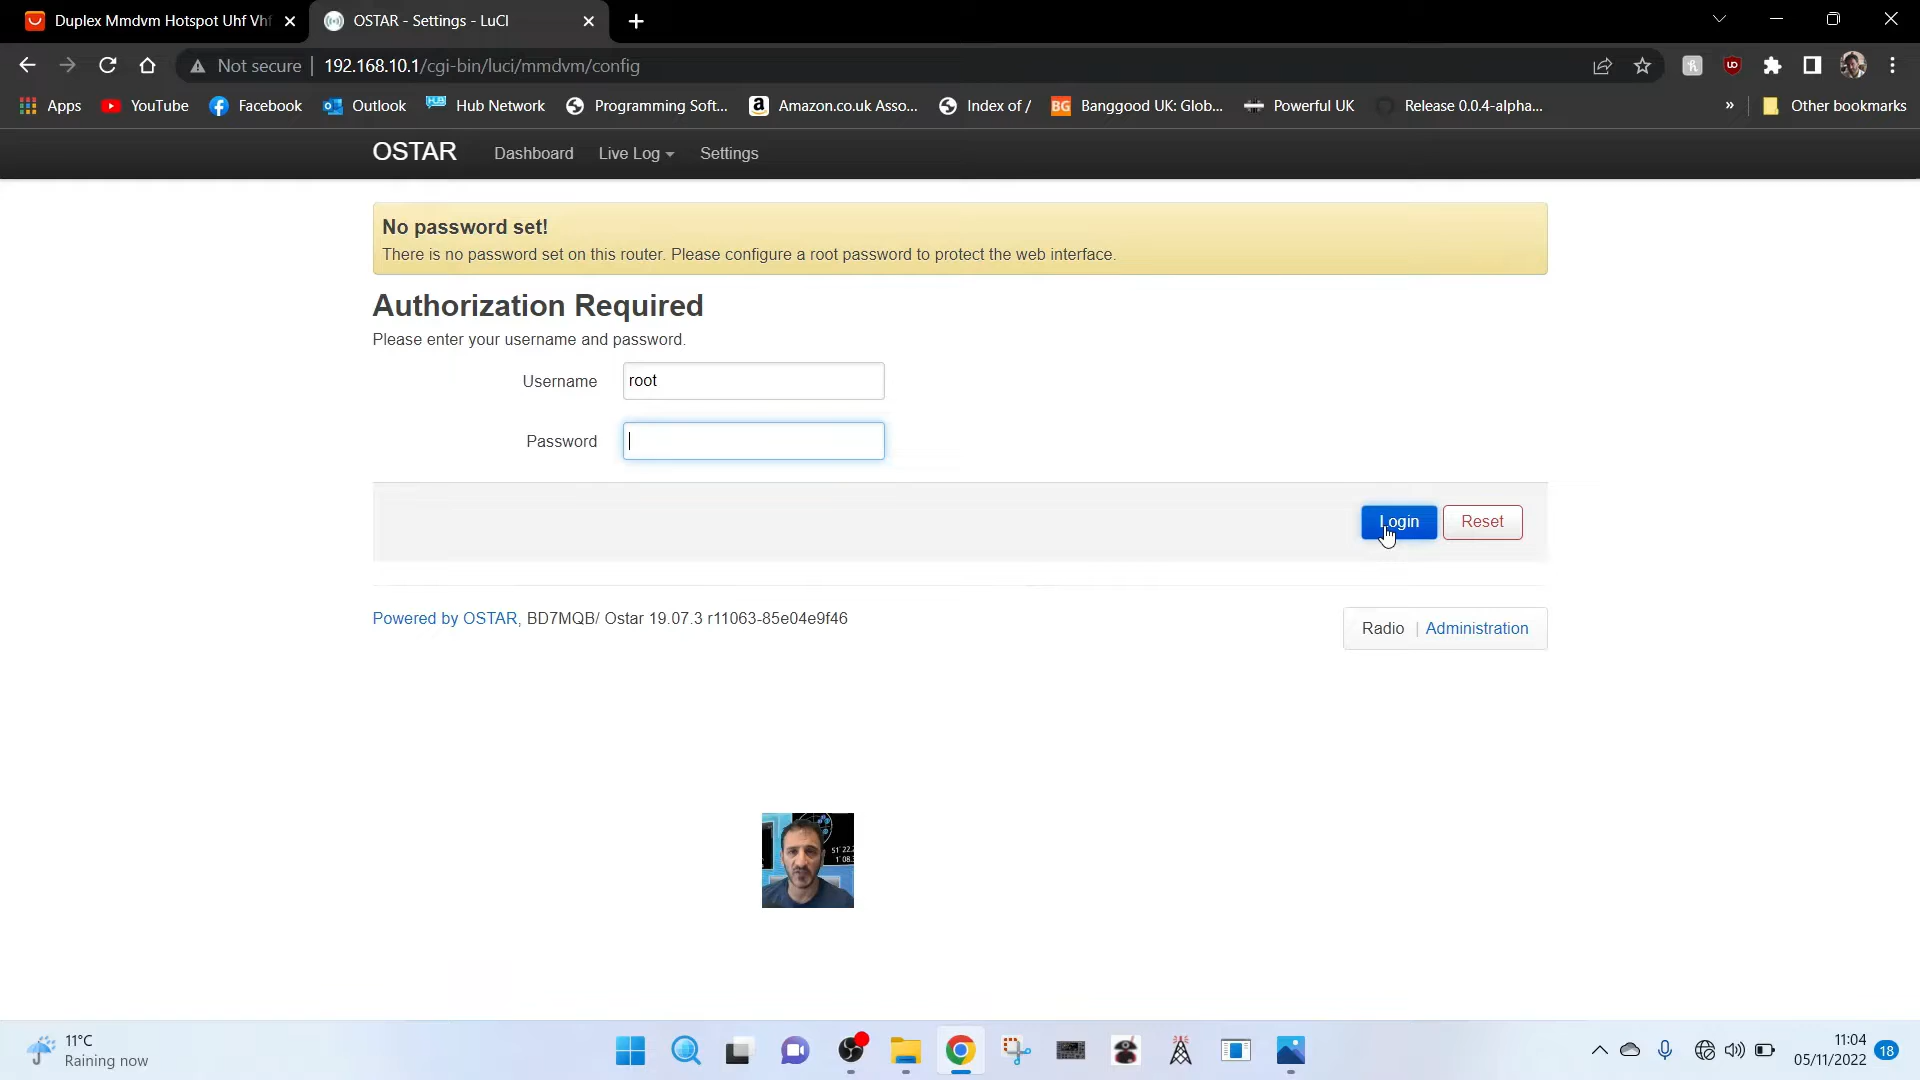 Duplex Mmdvm Hotspot Uhf Vhf
OSTAR - Settings - LuCI
Not secure | 192.168.10.1/cgi-bin/luci/mmdvm/config
Apps YouTube Facebook Outlook HUB Hub Network Programming Soft... Amazon.co.uk Asso... Index of / BG Banggood UK: Glob... Powerful UK Release 0.0.4-alpha... » Other bookmarks
OSTAR Dashboard Live Log Settings
No password set!
There is no password set on this router. Please configure a root password to protect the web interface.
Authorization Required
Please enter your username and password.
Username root
Password
Login Reset
Powered by OSTAR, BD7MQB/ Ostar 19.07.3 r11063-85e04e9f46
Radio | Administration
11°C
Raining now
11:04
05/11/2022
18